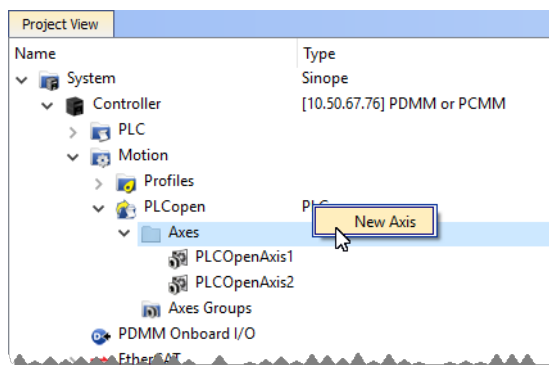 Project View
Name Type
System Sinope
Controller [10.50.67.76] PDMM or PCMM
PLC
Motion
Profiles
PLCopen
New Axis
Axes
PLCOpenAxis1
PLCOpenAxis2
Axes Groups
PDMM Onboard I/O
EtherCAT